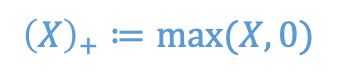 (X)₊ ≔ max(X, 0)